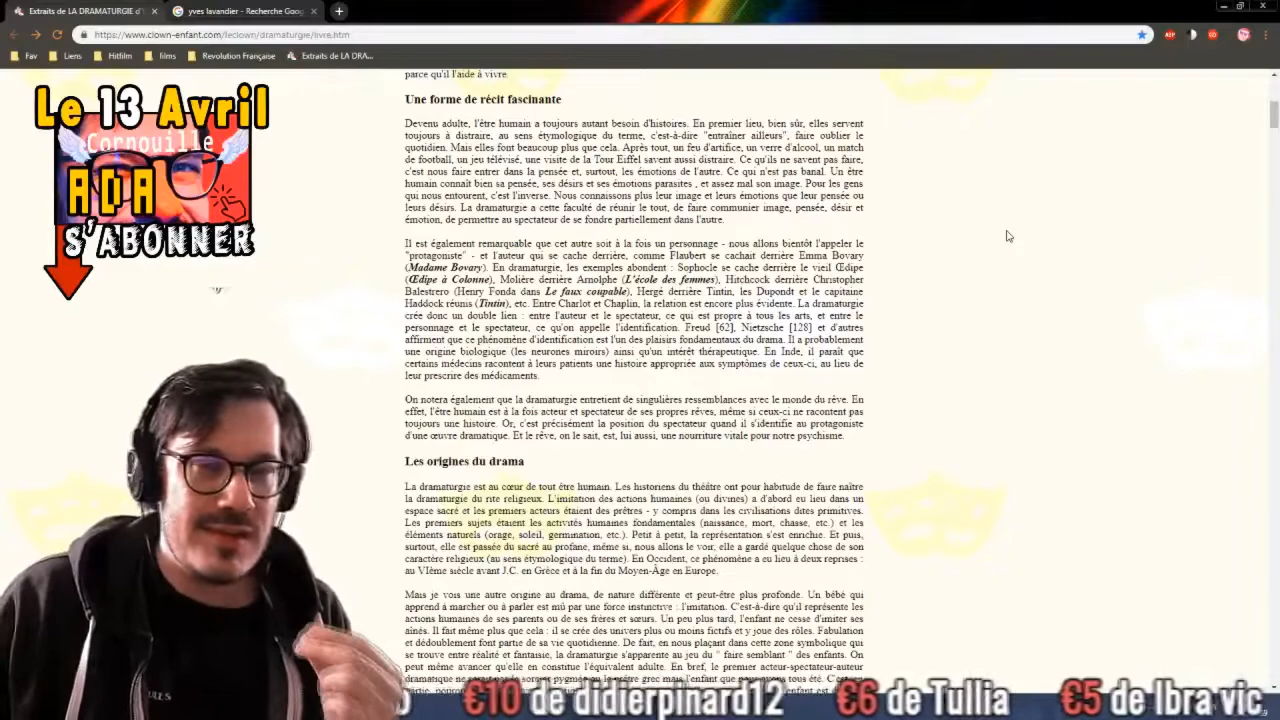 Extraits de LA DRAMATURGIE d'
yves lavandier - Recherche Goog
https://www.clown-enfant.com/leclown/dramaturgie/livre.htm
Fav
Liens
Hitfilm
films
Revolution Française
Extraits de LA DRA...
Le 13 Avril
Cornouille
ADA
S'ABONNER
parce qu'il l'aide à vivre.
Une forme de récit fascinante
Devenu adulte, l'être humain a toujours autant besoin d'histoires. En premier lieu, bien sûr, elles servent
toujours à distraire, au sens étymologique du terme, c'est-à-dire "entraîner ailleurs", faire oublier le
quotidien. Mais elles font beaucoup plus que cela. Après tout, un feu d'artifice, un verre d'alcool, un match
de football, un jeu télévisé, une visite de la Tour Eiffel savent aussi distraire. Ce qu'ils ne savent pas faire,
c'est nous faire entrer dans la pensée et, surtout, les émotions de l'autre. Ce qui n'est pas banal. Un être
humain connaît bien sa pensée, ses désirs et ses émotions parasites , et assez mal son image. Pour les gens
qui nous entourent, c'est l'inverse. Nous connaissons plus leur image et leurs émotions que leur pensée ou
leurs désirs. La dramaturgie a cette faculté de réunir le tout, de faire communier image, pensée, désir et
émotion, de permettre au spectateur de se fondre partiellement dans l'autre.
Il est également remarquable que cet autre soit à la fois un personnage - nous allons bientôt l'appeler le
"protagoniste" - et l'auteur qui se cache derrière, comme Flaubert se cachait derrière Emma Bovary
(Madame Bovary). En dramaturgie, les exemples abondent : Sophocle se cache derrière le vieil Œdipe
(Œdipe à Colonne), Molière derrière Arnolphe (L'école des femmes), Hitchcock derrière Christopher
Balestrero (Henry Fonda dans Le faux coupable), Hergé derrière Tintin, les Dupondt et le capitaine
Haddock réunis (Tintin), etc. Entre Charlot et Chaplin, la relation est encore plus évidente. La dramaturgie
crée donc un double lien : entre l'auteur et le spectateur, ce qui est propre à tous les arts, et entre le
personnage et le spectateur, ce qu'on appelle l'identification. Freud [62], Nietzsche [128] et d'autres
affirment que ce phénomène d'identification est l'un des plaisirs fondamentaux du drama. Il a probablement
une origine biologique (les neurones miroirs) ainsi qu'un intérêt thérapeutique. En Inde, il paraît que
certains médecins racontent à leurs patients une histoire appropriée aux symptômes de ceux-ci, au lieu de
leur prescrire des médicaments.
On notera également que la dramaturgie entretient de singulières ressemblances avec le monde du rêve. En
effet, l'être humain est à la fois acteur et spectateur de ses propres rêves, même si ceux-ci ne racontent pas
toujours une histoire. Or, c'est précisément la position du spectateur quand il s'identifie au protagoniste
d'une œuvre dramatique. Et le rêve, on le sait, est, lui aussi, une nourriture vitale pour notre psychisme.
Les origines du drama
La dramaturgie est au cœur de tout être humain. Les historiens du théâtre ont pour habitude de faire naître
la dramaturgie du rite religieux. L'imitation des actions humaines (ou divines) a d'abord eu lieu dans un
espace sacré et les premiers acteurs étaient des prêtres - y compris dans les civilisations dites primitives.
Les premiers sujets étaient les activités humaines fondamentales (naissance, mort, chasse, etc.) et les
éléments naturels (orage, soleil, germination, etc.). Petit à petit, la représentation s'est enrichie. Et puis,
surtout, elle est passée du sacré au profane, même si, nous allons le voir, elle a gardé quelque chose de son
caractère religieux (au sens étymologique du terme). En Occident, ce phénomène a eu lieu à deux reprises :
au VIème siècle avant J.C. en Grèce et à la fin du Moyen-Âge en Europe.
Mais je vois une autre origine au drama, de nature différente et peut-être plus profonde. Un bébé qui
apprend à marcher ou à parler est mû par une force instinctive : l'imitation. C'est-à-dire qu'il représente les
actions humaines de ses parents ou de ses frères et sœurs. Un peu plus tard, l'enfant ne cesse d'imiter ses
aînés. Il fait même plus que cela : il se crée des univers plus ou moins fictifs et y joue des rôles. Fabulation
et dédoublement font partie de sa vie quotidienne. De fait, en nous plaçant dans cette zone symbolique qui
se trouve entre réalité et fantaisie, la dramaturgie s'apparente au jeu du " faire semblant " des enfants. On
peut même avancer qu'elle en constitue l'équivalent adulte. En bref, le premier acteur-spectateur-auteur
€10 de didierpinard12 €6 de Tullia €5 de Ibra vic